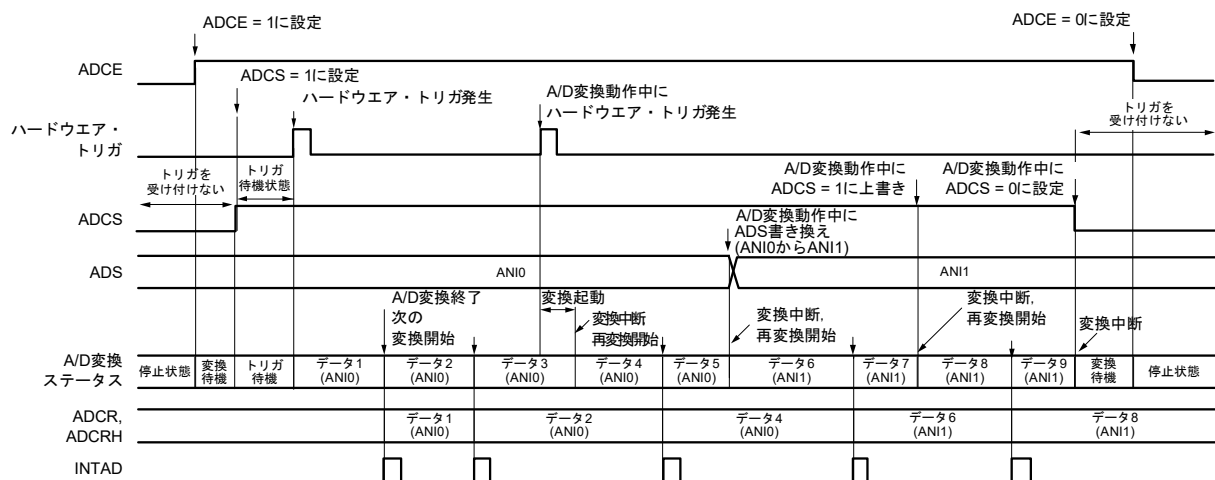 ADCE = 1に設定
ADCE = 0に設定
ADCE
ADCS = 1に設定
ハードウエア・トリガ発生
A/D変換動作中に
ハードウエア・トリガ発生
トリガを
受け付けない
ハードウエア・
トリガ
トリガを
受け付けない
トリガ
待機状態
A/D変換動作中に
ADCS = 1に上書き
A/D変換動作中に
ADCS = 0に設定
ADCS
A/D変換動作中に
ADS書き換え
(ANI0からANI1)
ADS
ANI0
ANI1
A/D変換終了
次の
変換開始
変換起動
変換中断,
再変換開始
変換中断,
再変換開始
変換中断,
再変換開始
変換中断
A/D変換
ステータス
停止状態
変換
待機
トリガ
待機
データ1
(ANI0)
データ2
(ANI0)
データ3
(ANI0)
データ4
(ANI0)
データ5
(ANI0)
データ6
(ANI1)
データ7
(ANI1)
データ8
(ANI1)
データ9
(ANI1)
変換
待機
停止状態
ADCR,
ADCRH
データ1
(ANI0)
データ2
(ANI0)
データ4
(ANI0)
データ6
(ANI1)
データ8
(ANI1)
INTAD